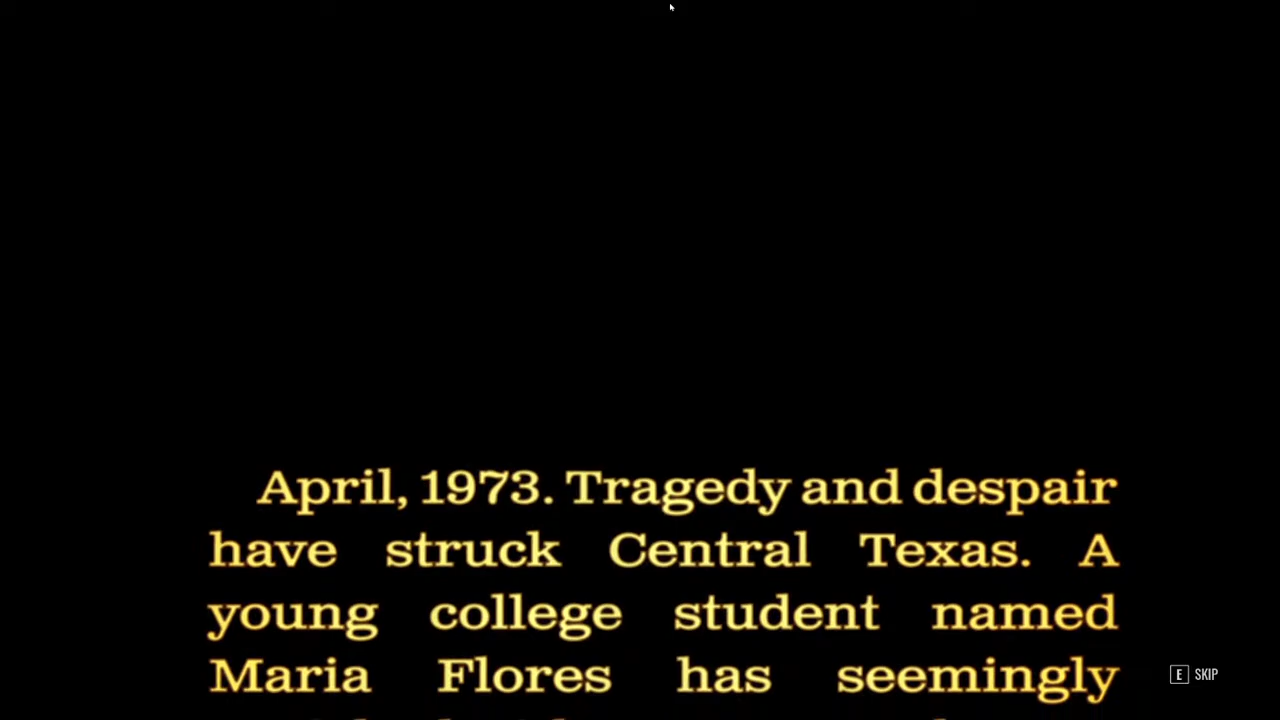 April, 1973. Tragedy and despair
have struck Central Texas. A
young college student named
Maria Flores has seemingly
E SKIP